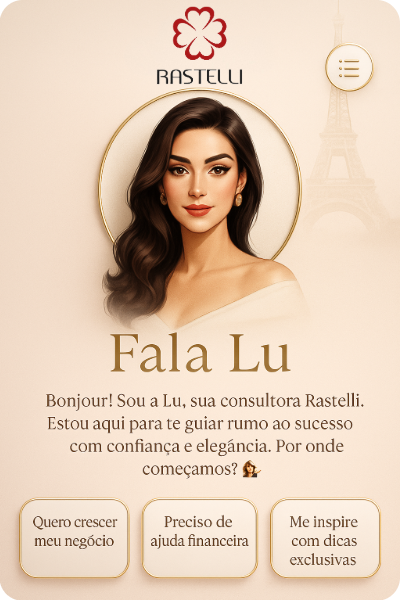 RASTELLI
Fala Lu
Bonjour! Sou a Lu, sua consultora Rastelli.
Estou aqui para te guiar rumo ao sucesso
com confiança e elegância. Por onde
começamos?
Quero crescer
meu negócio
Preciso de
ajuda financeira
Me inspire
com dicas
exclusivas